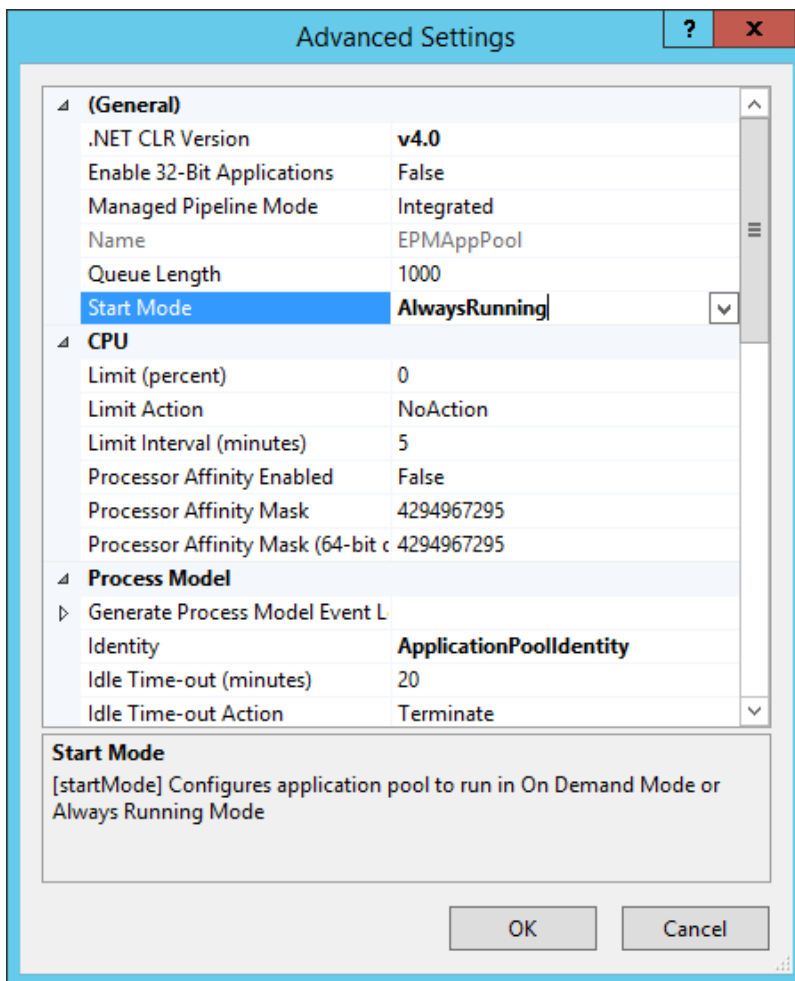 Advanced Settings
?
x
(General)
.NET CLR Version v4.0
Enable 32-Bit Applications False
Managed Pipeline Mode Integrated
Name EPMAppPool
Queue Length 1000
Start Mode AlwaysRunning
CPU
Limit (percent) 0
Limit Action NoAction
Limit Interval (minutes) 5
Processor Affinity Enabled False
Processor Affinity Mask 4294967295
Processor Affinity Mask (64-bit c 4294967295
Process Model
Generate Process Model Event L
Identity ApplicationPoolIdentity
Idle Time-out (minutes) 20
Idle Time-out Action Terminate
Start Mode
[startMode] Configures application pool to run in On Demand Mode or
Always Running Mode
OK Cancel